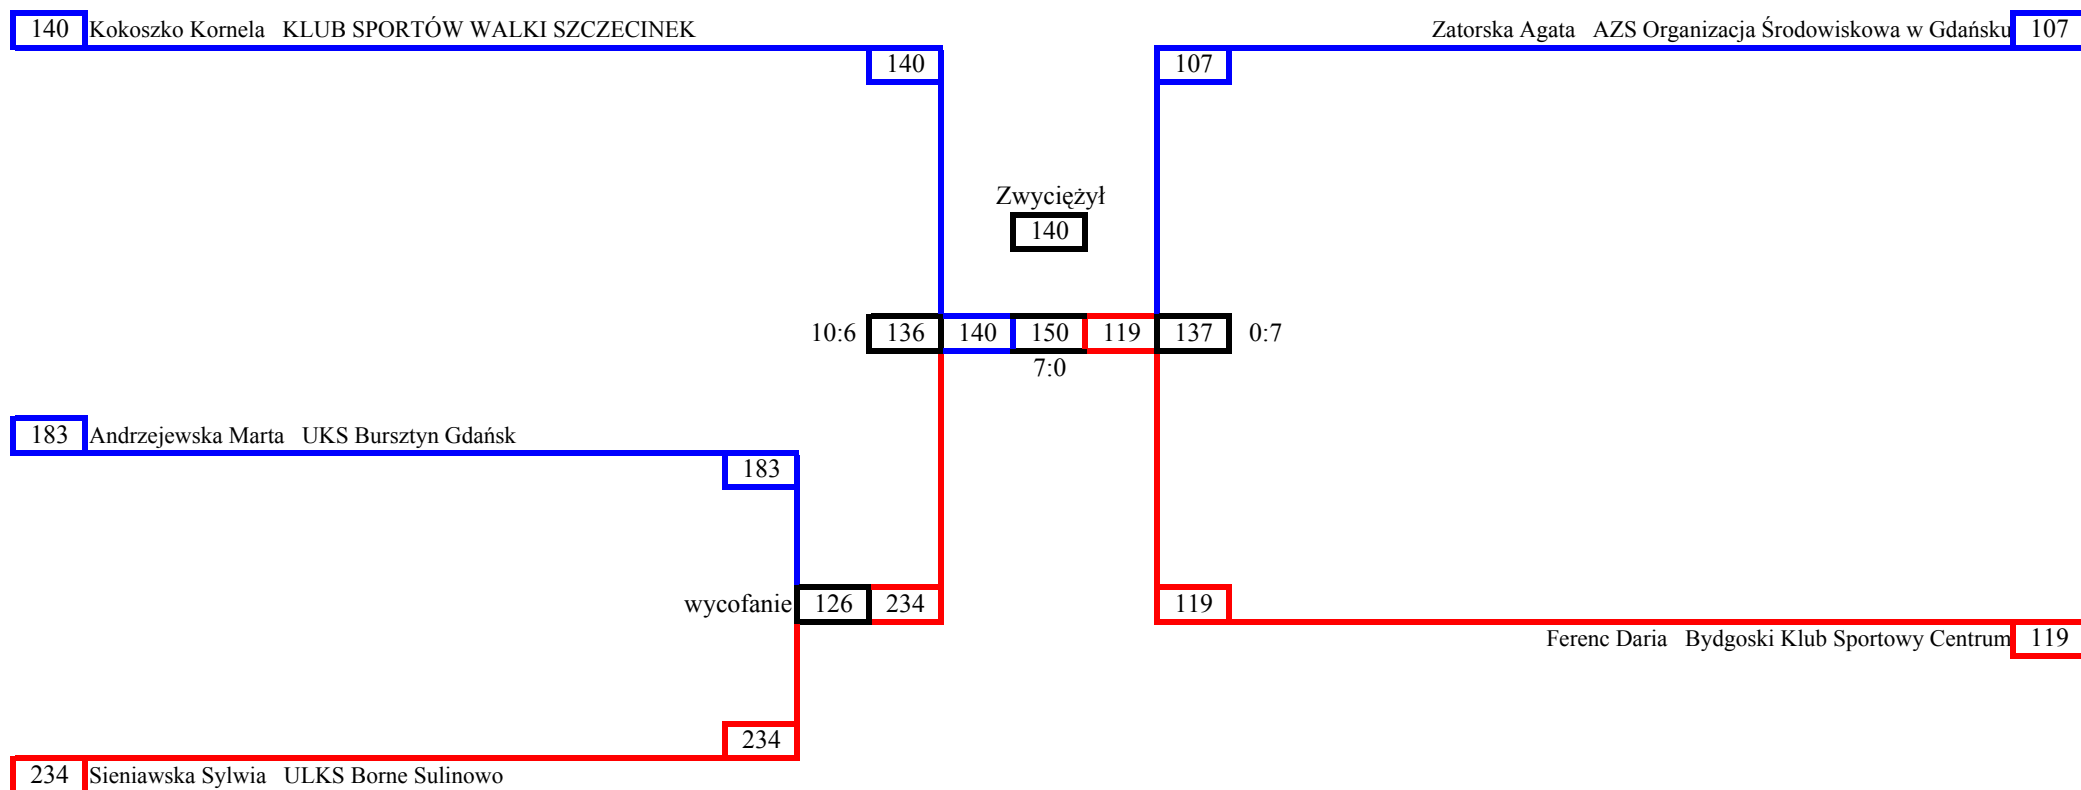 140 Kokoszko Kornela KLUB SPORTÓW WALKI SZCZECINEK
Zatorska Agata AZS Organizacja Środowiskowa w Gdańsku 107
140
107
Zwyciężył
140
10:6 136 140 150 119 137 0:7
7:0
183 Andrzejewska Marta UKS Bursztyn Gdańsk
183
wycofanie 126 234
119
Ferenc Daria Bydgoski Klub Sportowy Centrum 119
234
234 Sieniawska Sylwia ULKS Borne Sulinowo